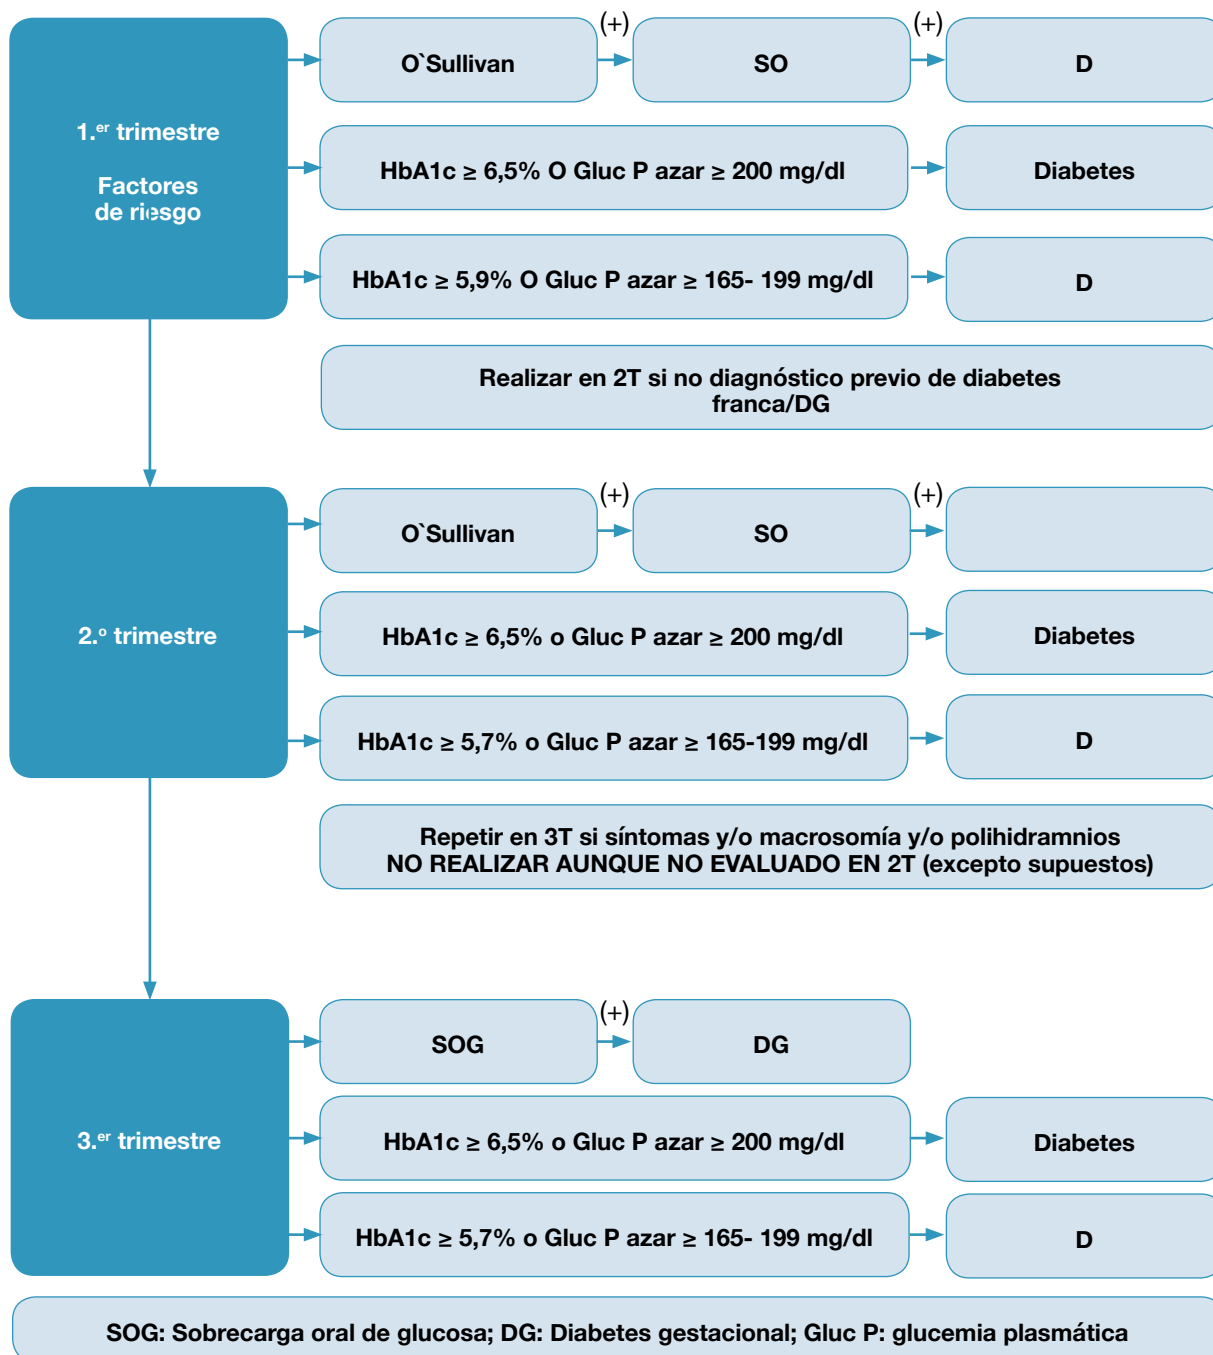 1.er trimestre
Factores
de riesgo
O`Sullivan
(+)
SO
(+)
D
HbA1c ≥ 6,5% O Gluc P azar ≥ 200 mg/dl
Diabetes
HbA1c ≥ 5,9% O Gluc P azar ≥ 165- 199 mg/dl
D
Realizar en 2T si no diagnóstico previo de diabetes
franca/DG
2.º trimestre
O`Sullivan
(+)
SO
(+)
HbA1c ≥ 6,5% o Gluc P azar ≥ 200 mg/dl
Diabetes
HbA1c ≥ 5,7% o Gluc P azar ≥ 165-199 mg/dl
D
Repetir en 3T si síntomas y/o macrosomía y/o polihidramnios
NO REALIZAR AUNQUE NO EVALUADO EN 2T (excepto supuestos)
3.er trimestre
SOG
(+)
DG
HbA1c ≥ 6,5% o Gluc P azar ≥ 200 mg/dl
Diabetes
HbA1c ≥ 5,7% o Gluc P azar ≥ 165- 199 mg/dl
D
SOG: Sobrecarga oral de glucosa; DG: Diabetes gestacional; Gluc P: glucemia plasmática